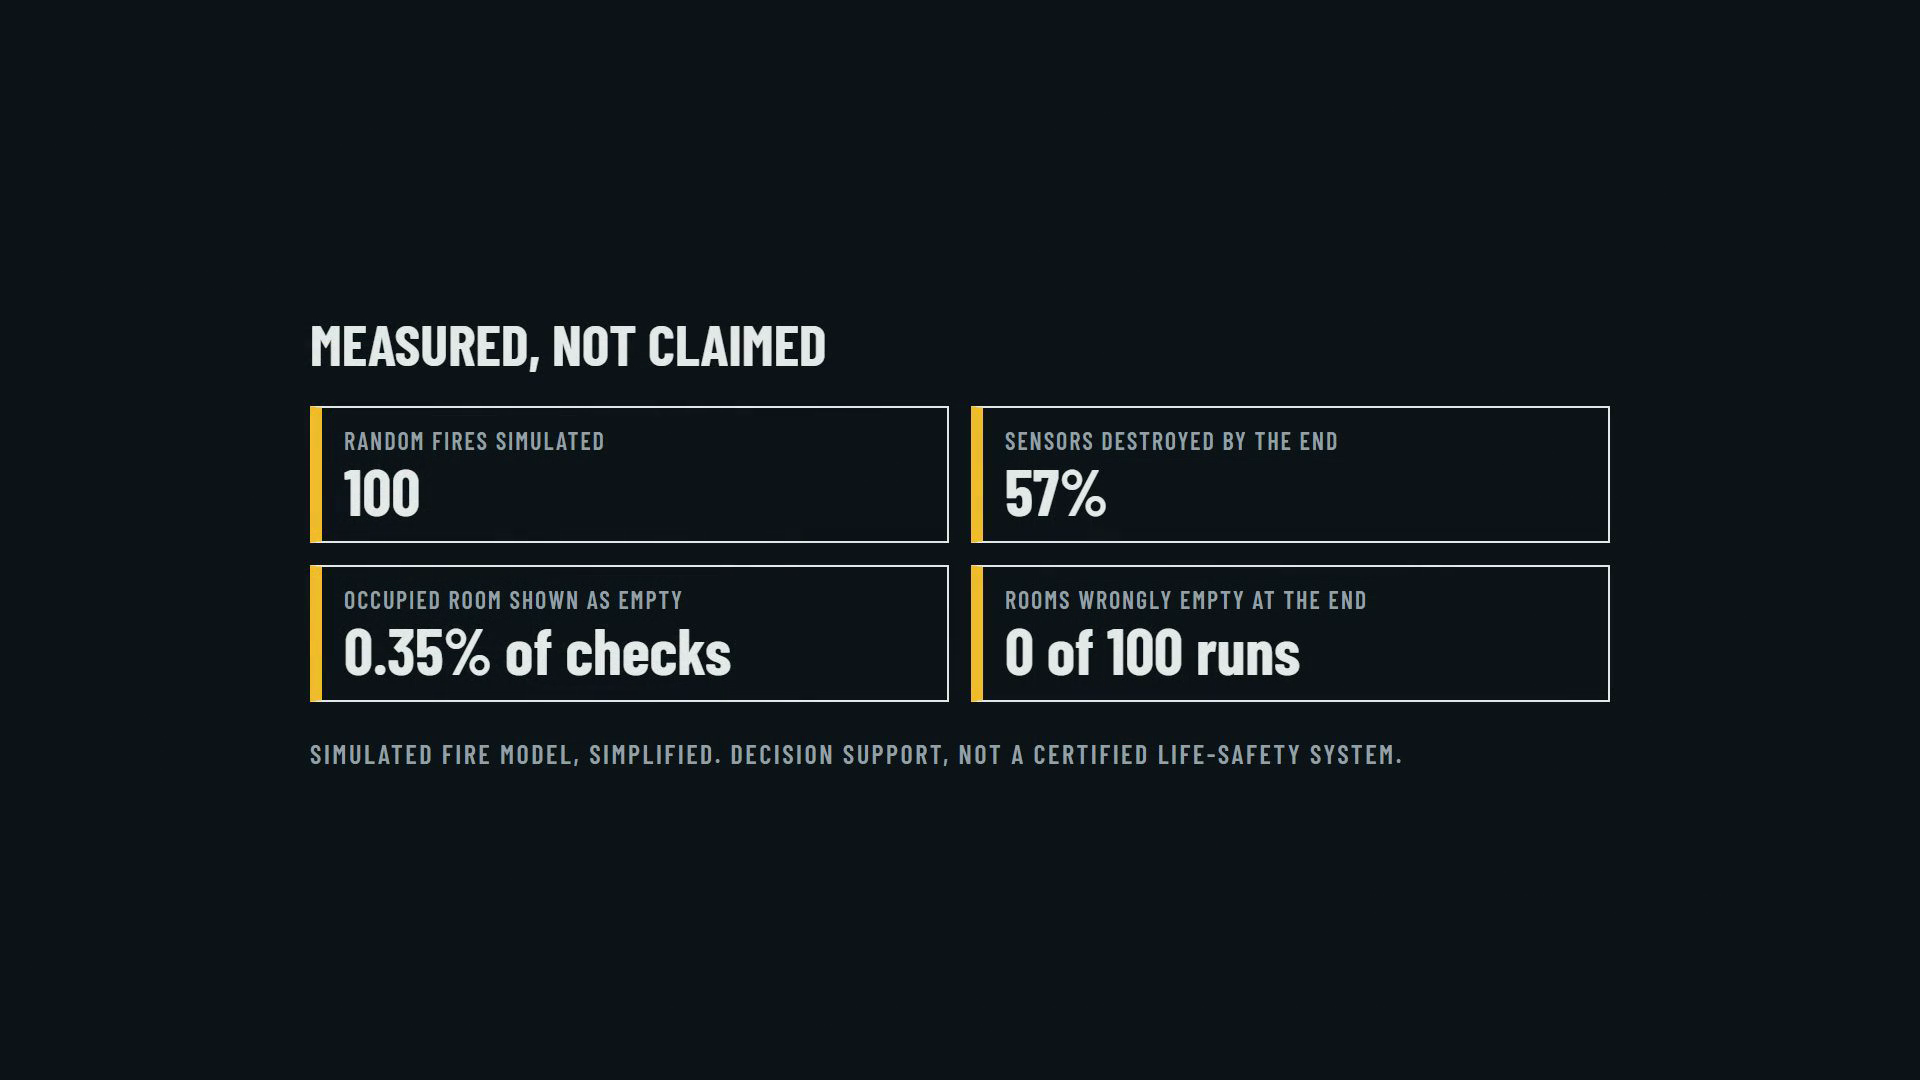 MEASURED, NOT CLAIMED
RANDOM FIRES SIMULATED
100
SENSORS DESTROYED BY THE END
57%
OCCUPIED ROOM SHOWN AS EMPTY
0.35% of checks
ROOMS WRONGLY EMPTY AT THE END
0 of 100 runs
SIMULATED FIRE MODEL, SIMPLIFIED. DECISION SUPPORT, NOT A CERTIFIED LIFE-SAFETY SYSTEM.